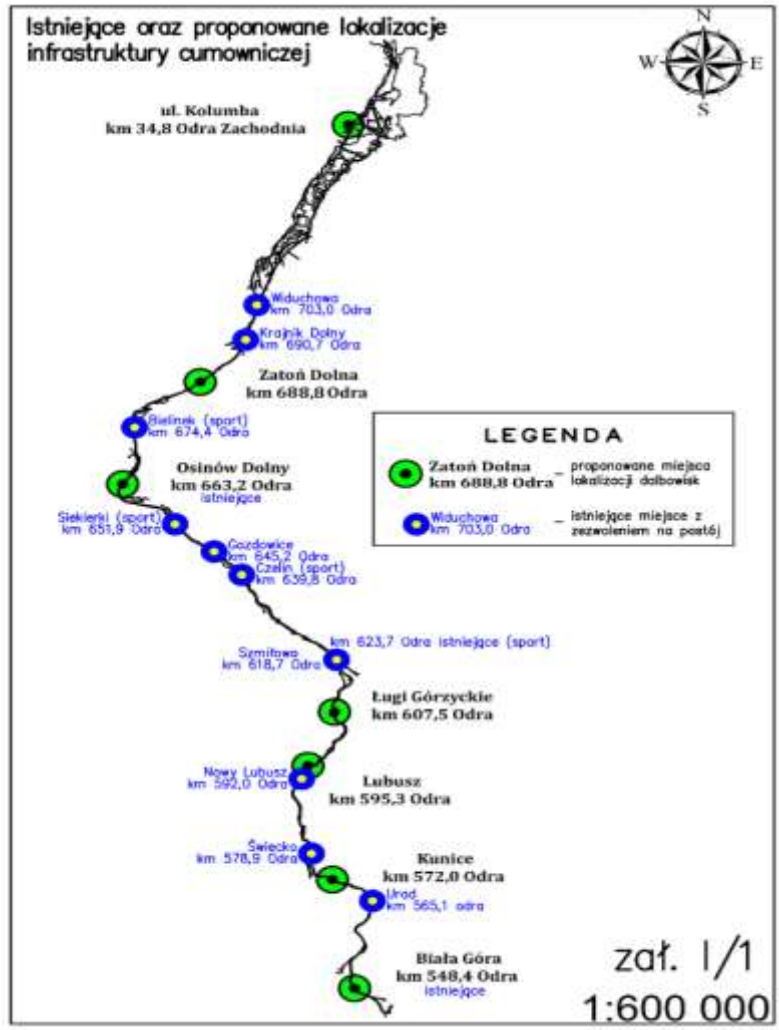 Istniejące oraz proponowane lokalizacje
infrastruktury cumowniczej
N
W
E
S
ul. Kolumba
km 34,8 Odra Zachodnia
Widuchowa
km 703,0 Odra
Krajnik Dolny
km 690,7 Odra
Zatoń Dolna
km 688,8 Odra
Bielinek (sport)
km 674,4 Odra
LEGENDA
Zatoń Dolna
km 688,8 Odra
– proponowane miejsca
lokalizacji dalbowisk
Widuchowa
km 703,0 Odra
– istniejące miejsce z
zezwoleniem na postój
Osinów Dolny
km 663,2 Odra
istniejące
Siekierki (sport)
km 651,9 Odra
Gozdowice
km 645,2 Odra
Czelin (sport)
km 639,8 Odra
km 623,7 Odra istniejące (sport)
km 618,7 Odra
Ługi Górzyckie
km 607,5 Odra
Nowy Lubusz
km 592,0 Odra
Lubusz
km 595,3 Odra
Świecko
km 578,9 Odra
Kunice
km 572,0 Odra
Urad
km 565,1 odra
Biała Góra
km 548,4 Odra
istniejące
zał. I/1
1:600 000